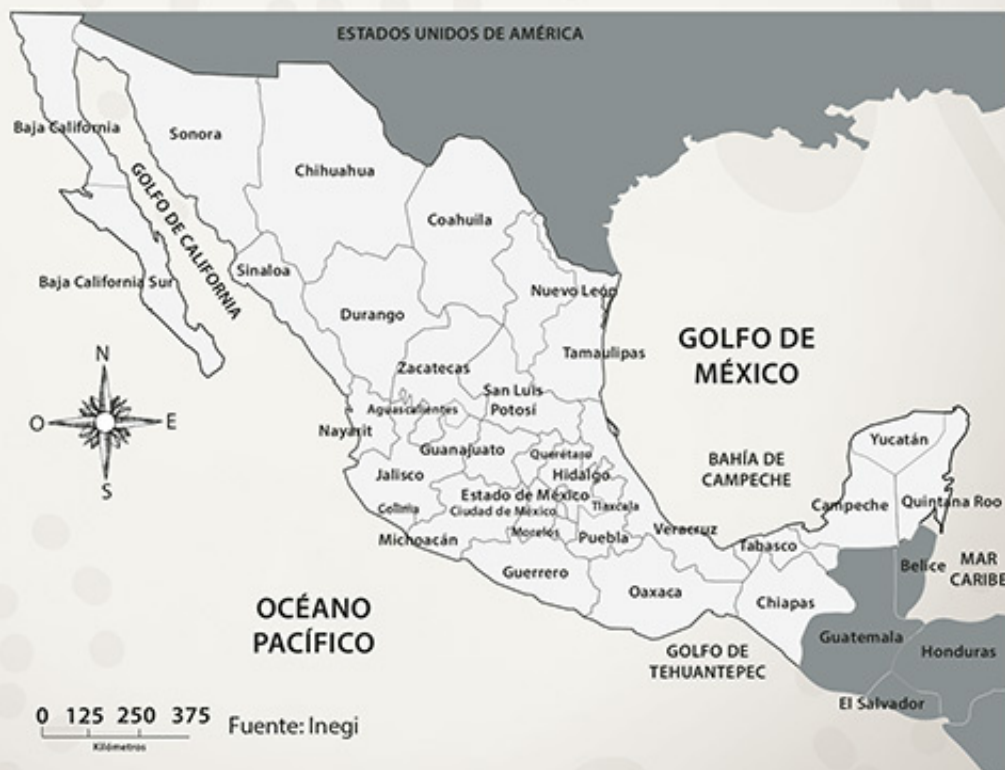 ESTADOS UNIDOS DE AMÉRICA
Baja California
Sonora
Chihuahua
GOLFO DE CALIFORNIA
Coahuila
Baja California Sur
Sinaloa
Nuevo León
Durango
GOLFO DE
MÉXICO
Tamaulipas
Zacatecas
N
O
E
S
San Luis
Potosí
Aguascalientes
Nayarit
Guanajuato
Querétaro
Jalisco
Hidalgo
BAHÍA DE
CAMPECHE
Yucatán
Estado de México
Ciudad de México
Tlaxcala
Colima
Campeche
Quintana Roo
Michoacán
Morelos
Puebla
Veracruz
Tabasco
Belice
MAR
CARIBE
Guerrero
Oaxaca
Chiapas
OCÉANO
PACÍFICO
GOLFO DE
TEHUANTEPEC
Guatemala
Honduras
El Salvador
0 125 250 375
Kilómetros
Fuente: Inegi